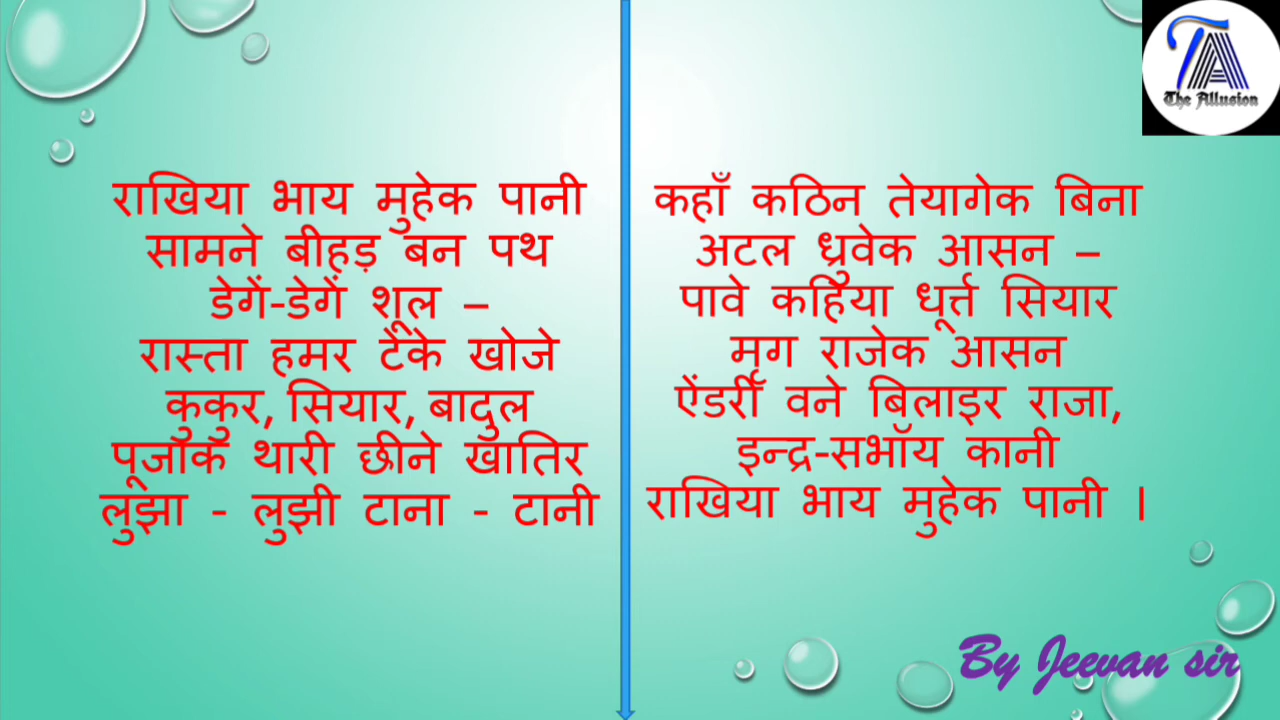 राखिया भाय मुहेक पानी
सामने बीहड़ बन पथ
डेगें-डेगें शूल –
रास्ता हमर टेंके खोजे
कुकुर, सियार, बादुल
पूजाक थारी छीने खातिर
लुझा - लुझी टाना - टानी
कहाँ कठिन तेयागेक बिना
अटल ध्रुवेक आसन –
पावे कहिया धूर्त्त सियार
मृग राजेक आसन
ऐंडरीॅ वने बिलाइर राजा,
इन्द्र-सभॉय कानी
राखिया भाय मुहेक पानी ।
The Allusion
By Jeevan sir